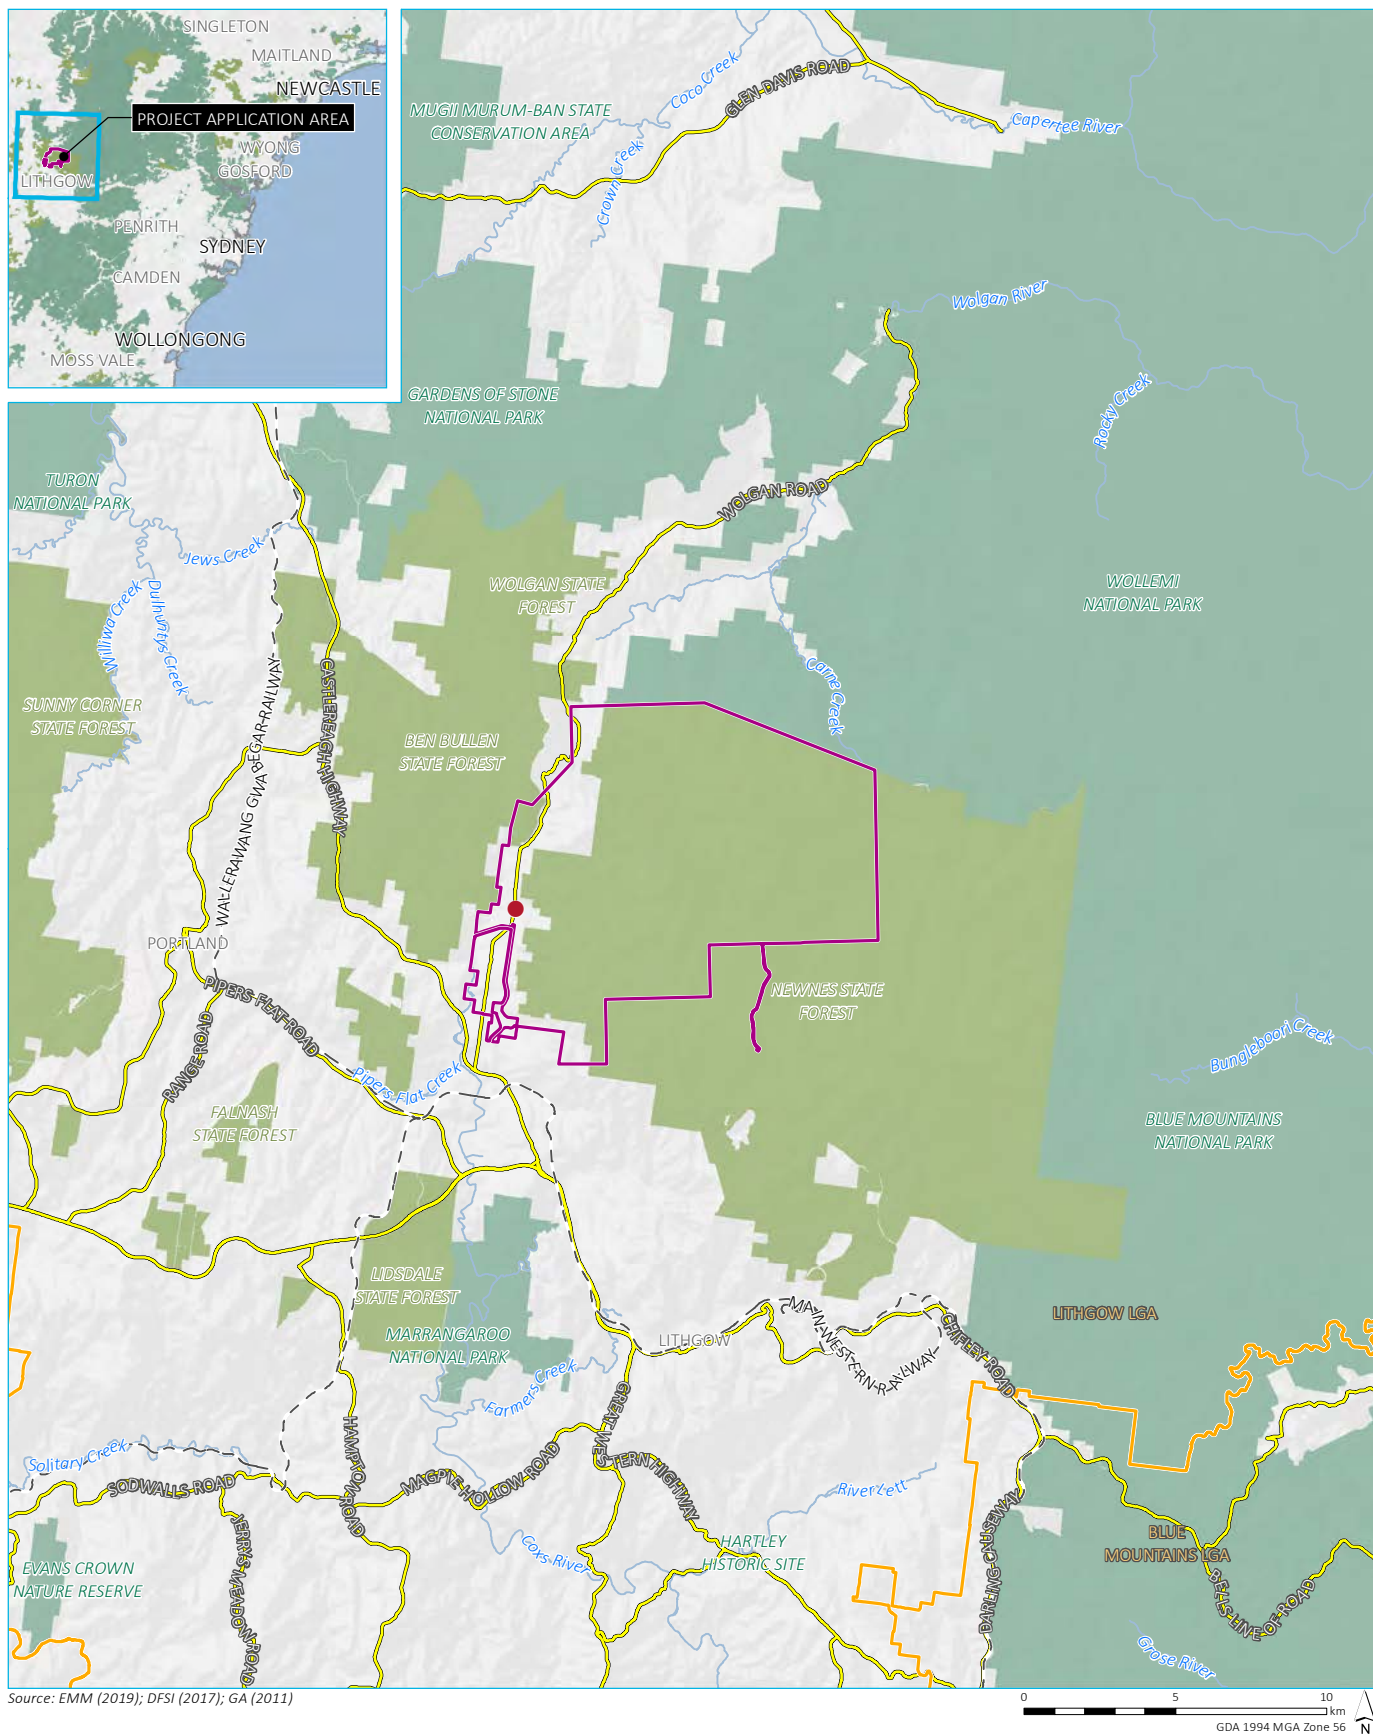 SINGLETON
MAITLAND
NEWCASTLE
PROJECT APPLICATION AREA
WYONG
GOSFORD
LITHGOW
PENRITH
SYDNEY
CAMDEN
WOLLONGONG
MOSS VALE
Coco Creek
GLEN DAVIS ROAD
MUGII MURUM-BAN STATE
CONSERVATION AREA
Capertee River
Crown Creek
Wolgan River
GARDENS OF STONE
NATIONAL PARK
Rocky Creek
TURON
NATIONAL PARK
WOLGAN ROAD
Jews Creek
WOLGAN STATE
FOREST
WOLLEMI
NATIONAL PARK
Williwa Creek
Dulhuntys Creek
Carne Creek
SUNNY CORNER
STATE FOREST
CASTLEREAGH HIGHWAY
BEN BULLEN
STATE FOREST
WALLERAWANG GWABEGAR RAILWAY
PORTLAND
PIPERS FLAT ROAD
NEWNES STATE
FOREST
RANGE ROAD
Bungleboori Creek
Pipers Flat Creek
FALNASH
STATE FOREST
BLUE MOUNTAINS
NATIONAL PARK
LIDSDALE
STATE FOREST
MAIN WESTERN RAILWAY
LITHGOW LGA
MARRANGAROO
NATIONAL PARK
LITHGOW
CHIFLEY ROAD
Farmers Creek
GREAT WESTERN HIGHWAY
Solitary Creek
SODWALLS ROAD
HAMPTON ROAD
MAGPIE HOLLOW ROAD
River Lett
JERRYS MEADOW ROAD
Coxs River
HARTLEY
HISTORIC SITE
DARLING CAUSEWAY
BLUE
MOUNTAINS LGA
EVANS CROWN
NATURE RESERVE
BELLS LINE OF ROAD
Grose River
Source: EMM (2019); DFSI (2017); GA (2011)
0 5 10
km
GDA 1994 MGA Zone 56
N